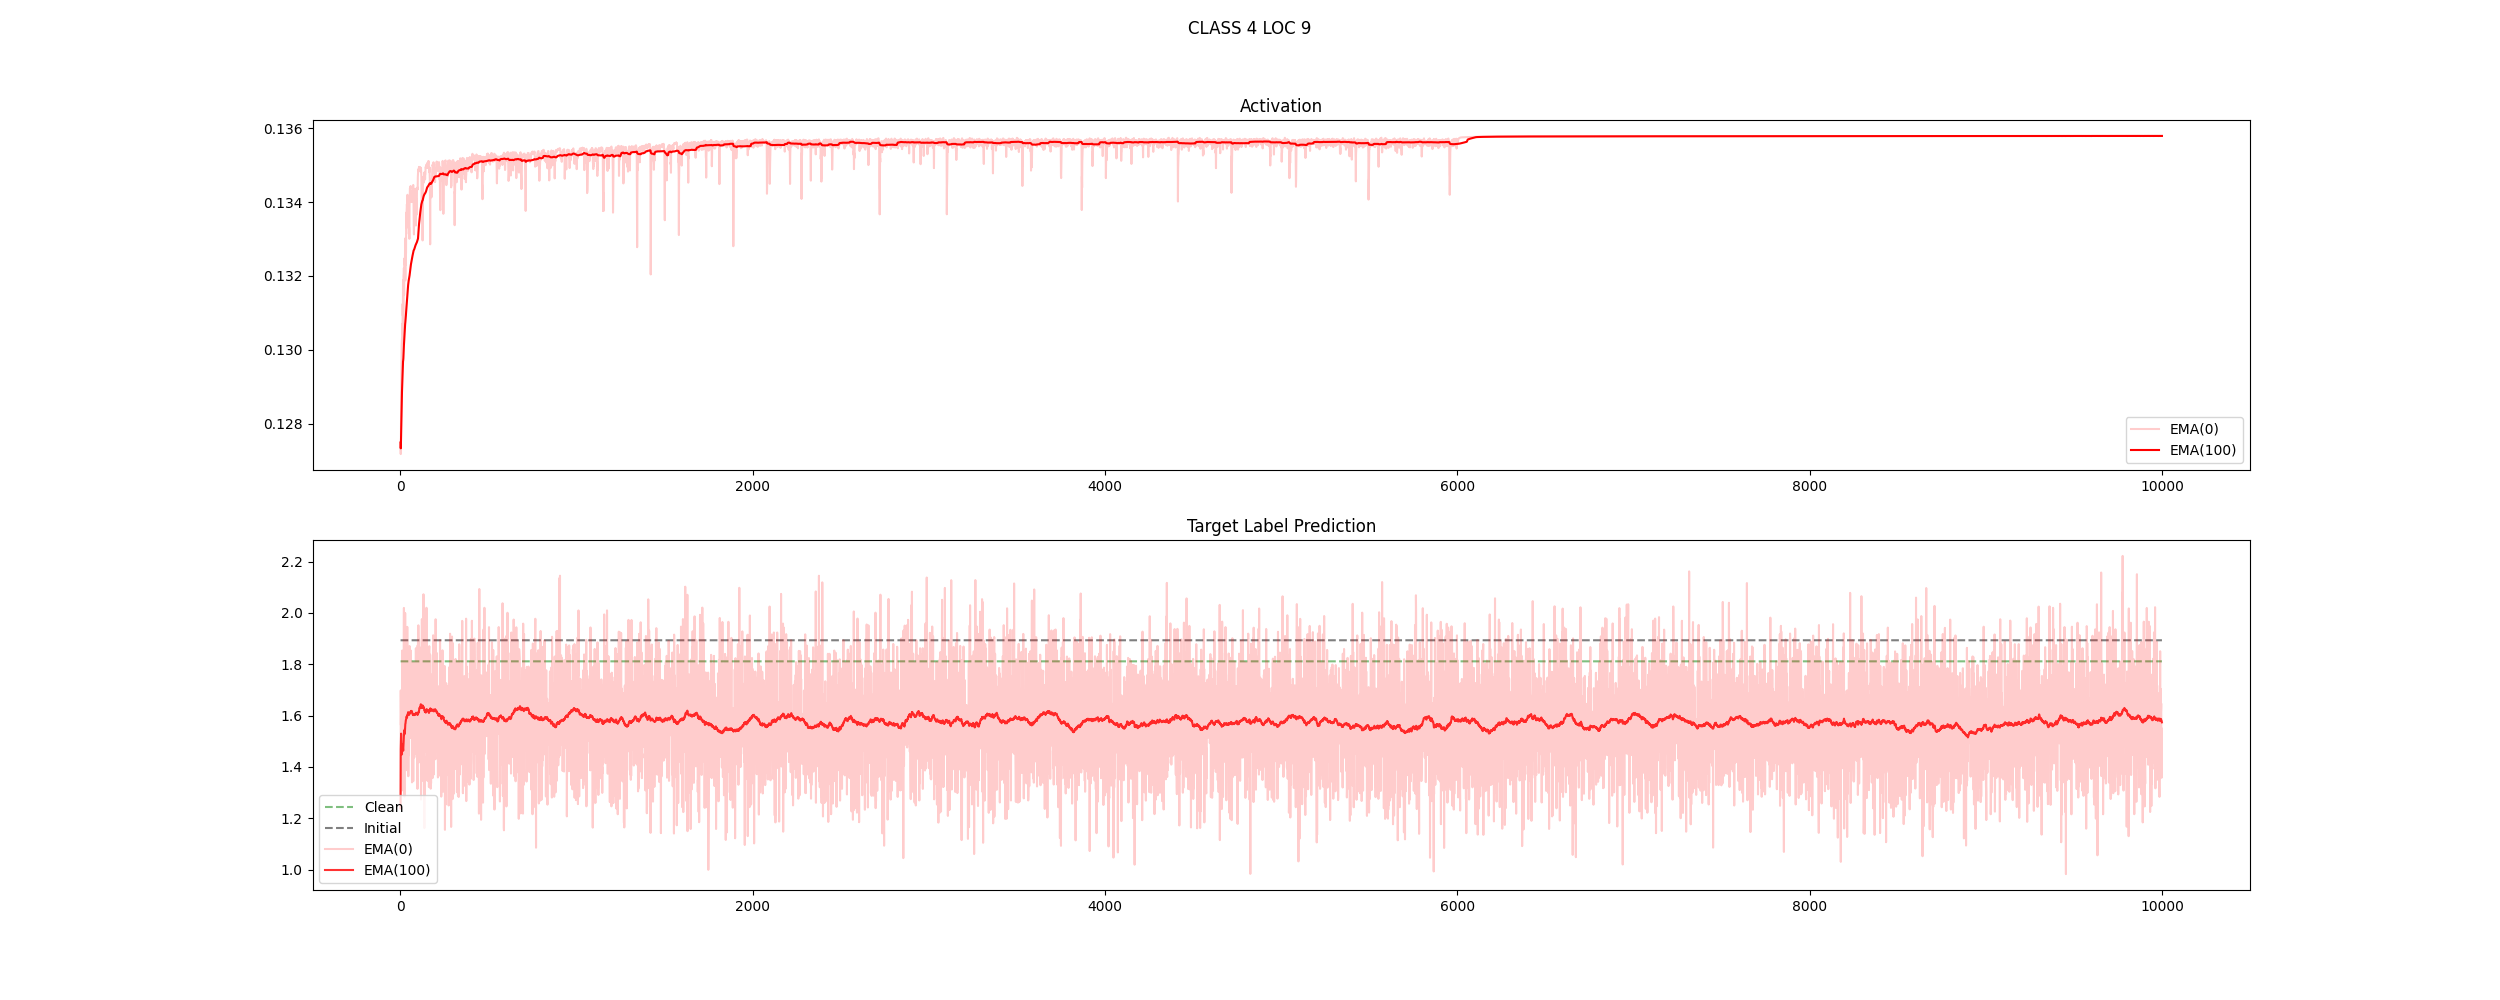 CLASS 4 LOC 9
Activation
0.136
0.134
0.132
0.130
0.128
EMA(0)
EMA(100)
0 2000 4000 6000 8000 10000
Target Label Prediction
2.2
2.0
1.8
1.6
1.4
1.2
1.0
Clean
Initial
EMA(0)
EMA(100)
0 2000 4000 6000 8000 10000